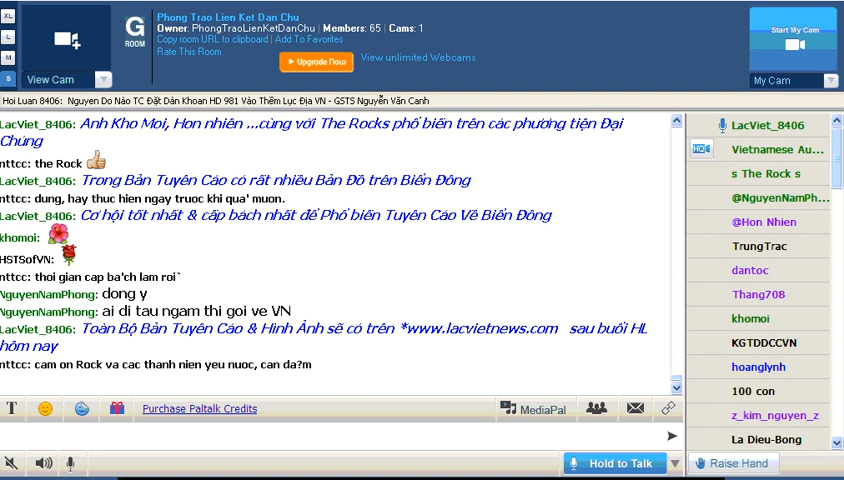 XL
L
M
S
View Cam
G
ROOM
Phong Trao Lien Ket Dan Chu
Owner: PhongTraoLienKetDanChu | Members: 65 | Cams: 1
Copy room URL to clipboard | Add To Favorites
Rate This Room
Upgrade Now
View unlimited Webcams
Start My Cam
My Cam
Hoi Luan 8406: Nguyen Do Nào TC Đặt Dàn Khoan HD 981 Vào Thềm Lục Địa VN - GSTS Nguyễn Văn Canh
LacViet_8406: Anh Kho Moi, Hon nhien ...cùng với The Rocks phổ biến trên các phương tiện Đại
Chúng
nttcc: the Rock
LacViet_8406: Trong Bản Tuyên Cáo có rất nhiều Bản Đồ trên Biển Đông
nttcc: dung, hay thuc hien ngay truoc khi qua' muon.
LacViet_8406: Cơ hội tốt nhất & cấp bách nhất để Phổ biến Tuyên Cáo Về Biển Đông
khomoi:
HSTSofVN:
nttcc: thoi gian cap ba'ch lam roi`
NguyenNamPhong: dong y
NguyenNamPhong: ai di tau ngam thi goi ve VN
LacViet_8406: Toàn Bộ Bản Tuyên Cáo & Hình Ảnh sẽ có trên *www.lacvietnews.com sau buổi HL
hôm nay
nttcc: cam on Rock va cac thanh nien yeu nuoc, can da?m
LacViet_8406
HQ
Vietnamese Au...
s The Rock s
@NguyenNamPh...
@Hon Nhien
TrungTrac
dantoc
Thang708
khomoi
KGTDDCCVN
hoanglynh
100 con
z_kim_nguyen_z
La Dieu-Bong
T
Purchase Paltalk Credits
MediaPal
Hold to Talk
Raise Hand